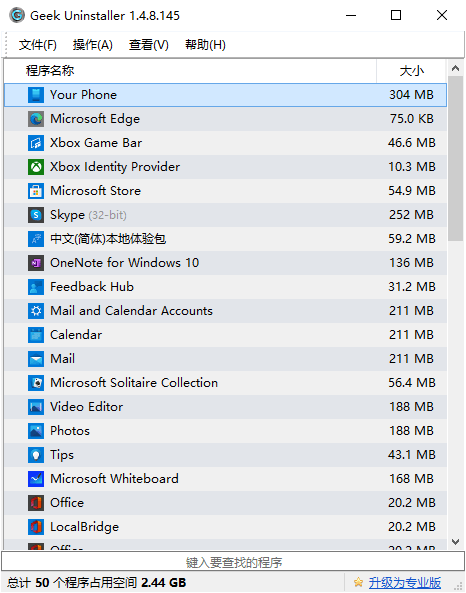 Geek Uninstaller 1.4.8.145
文件(F) 操作(A) 查看(V) 帮助(H)
程序名称 大小
Your Phone 304 MB
Microsoft Edge 75.0 KB
Xbox Game Bar 46.6 MB
Xbox Identity Provider 10.3 MB
Microsoft Store 54.9 MB
Skype (32-bit) 252 MB
中文(简体)本地体验包 59.2 MB
OneNote for Windows 10 136 MB
Feedback Hub 31.2 MB
Mail and Calendar Accounts 211 MB
Calendar 211 MB
Mail 211 MB
Microsoft Solitaire Collection 56.4 MB
Video Editor 188 MB
Photos 188 MB
Tips 43.1 MB
Microsoft Whiteboard 168 MB
Office 20.2 MB
LocalBridge 20.2 MB
Office 20.2 MB
键入要查找的程序
总计 50 个程序占用空间 2.44 GB 升级为专业版